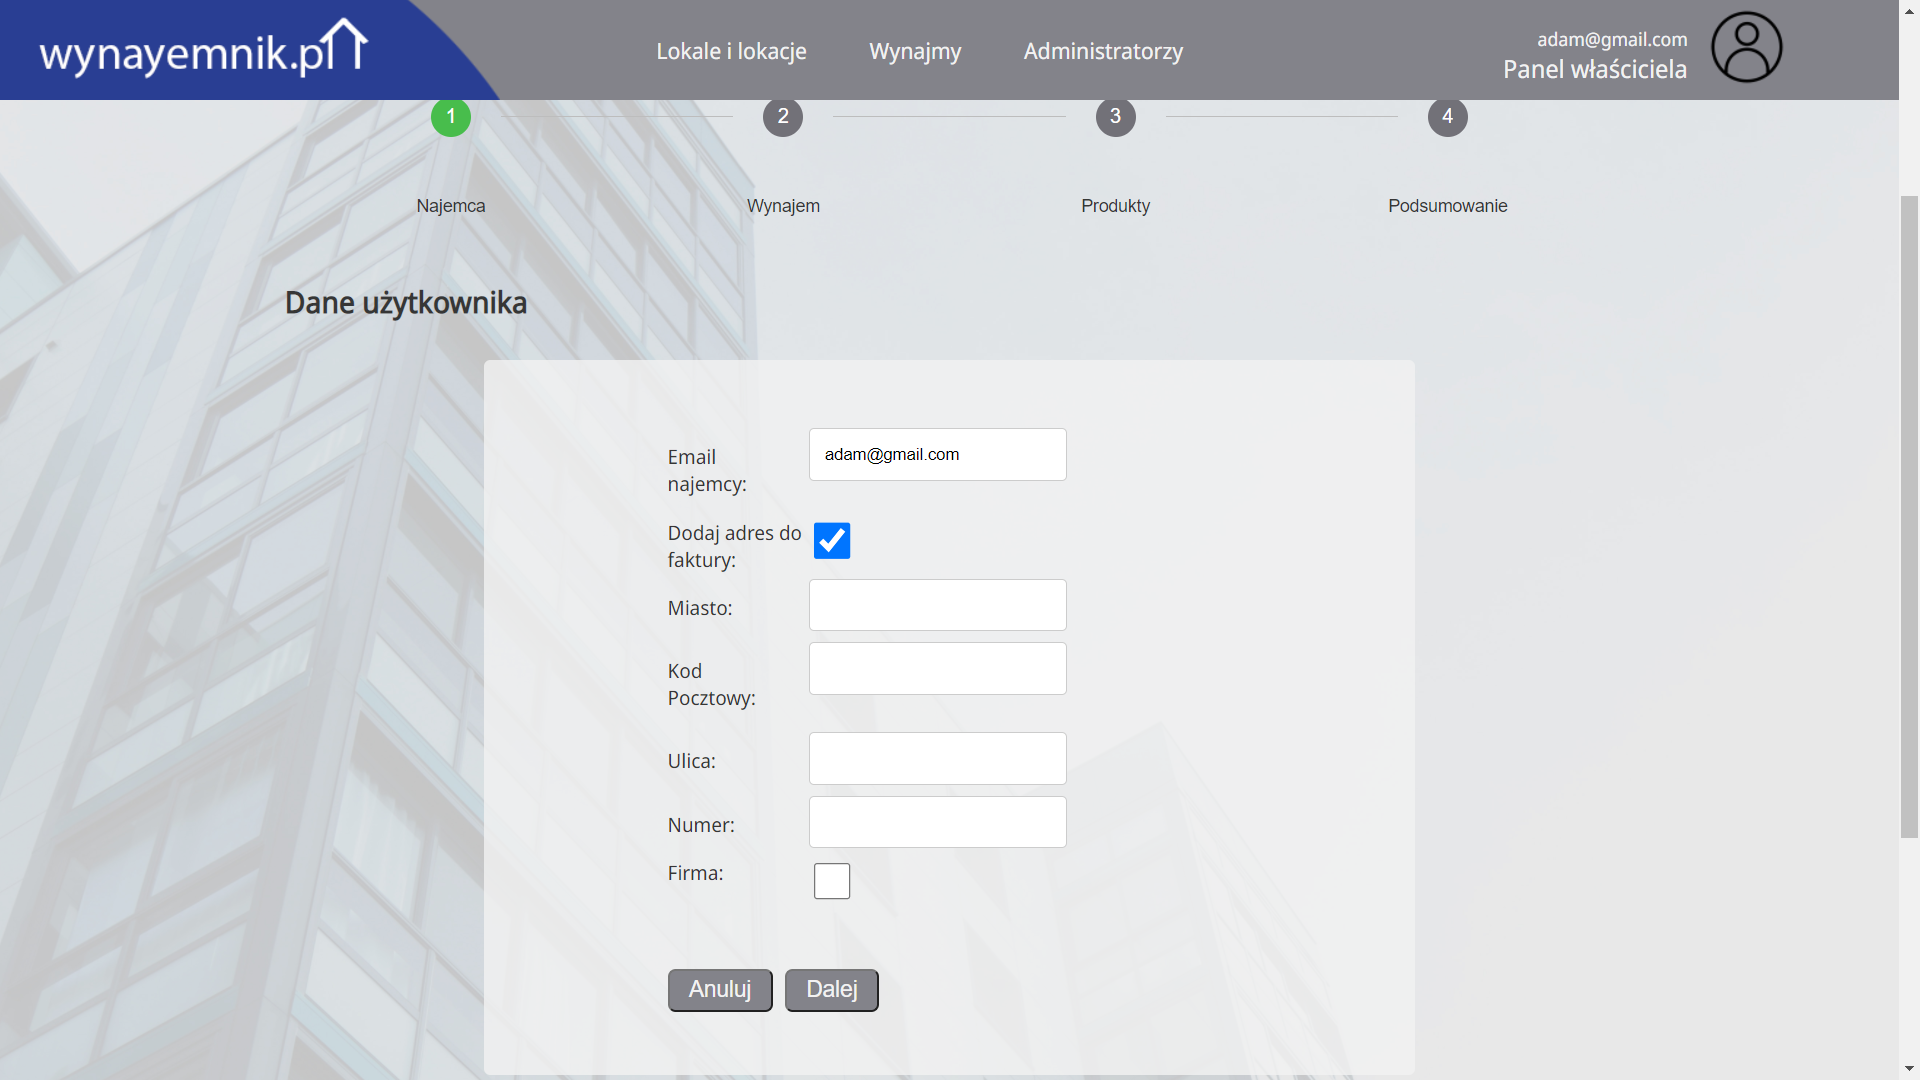 wynayemnik.pl
Lokale i lokacje
Wynajmy
Administratorzy
adam@gmail.com
Panel właściciela
1
2
3
4
Najemca
Wynajem
Produkty
Podsumowanie
Dane użytkownika
Email
najemcy:
adam@gmail.com
Dodaj adres do
faktury:
Miasto:
Kod
Pocztowy:
Ulica:
Numer:
Firma:
Anuluj
Dalej